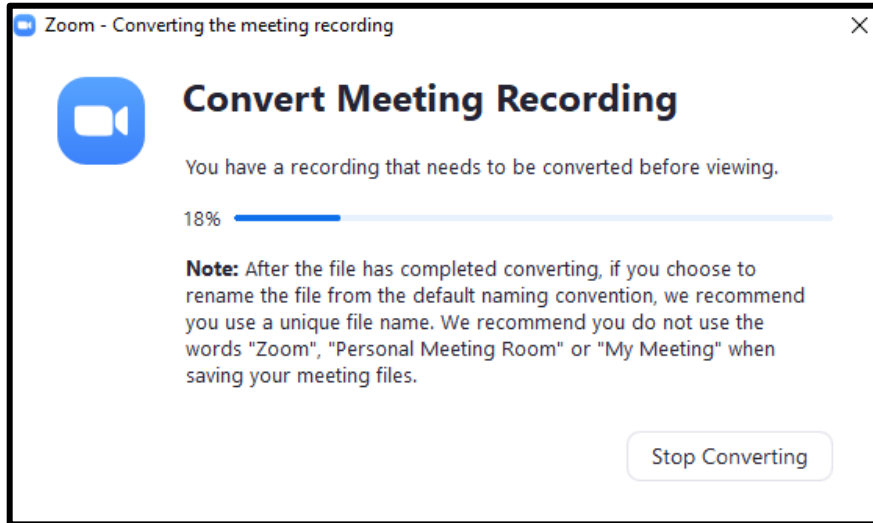 Zoom - Converting the meeting recording
Convert Meeting Recording
You have a recording that needs to be converted before viewing.
18%
Note: After the file has completed converting, if you choose to
rename the file from the default naming convention, we recommend
you use a unique file name. We recommend you do not use the
words "Zoom", "Personal Meeting Room" or "My Meeting" when
saving your meeting files.
Stop Converting